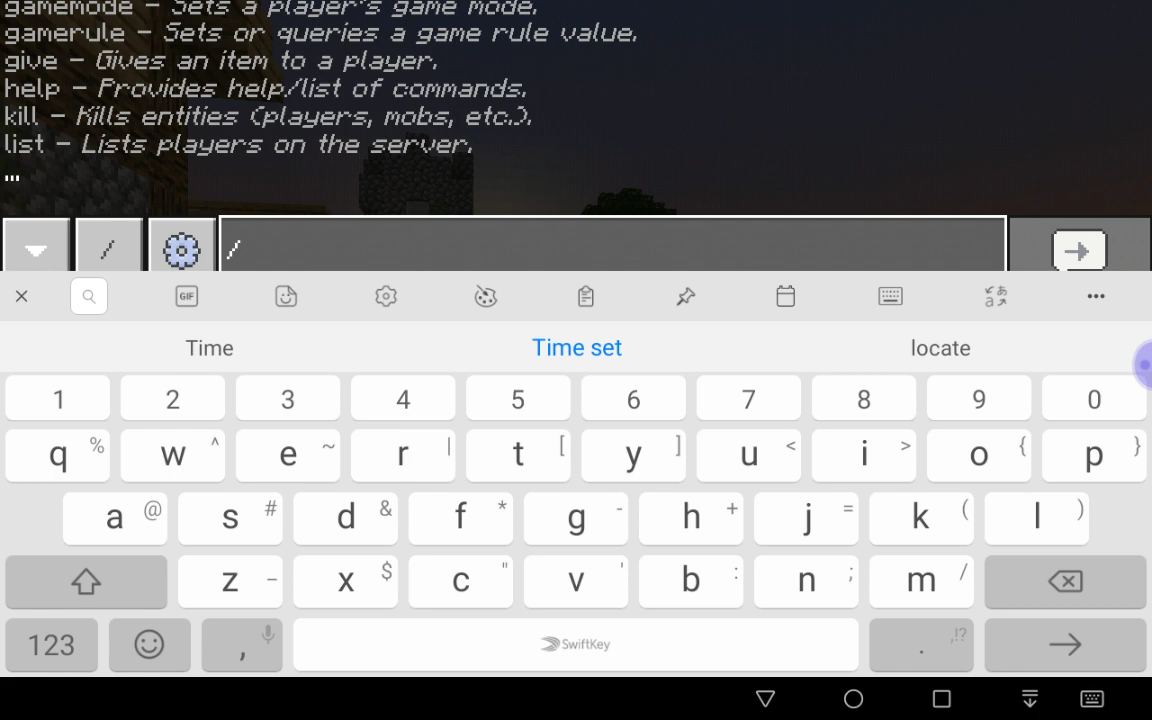 gamemode – Sets a player's game mode.
gamerule – Sets or queries a game rule value.
give – Gives an item to a player.
help – Provides help/list of commands.
kill – Kills entities (players, mobs, etc.).
list – Lists players on the server.
...
/ /
GIF
Time Time set locate
1 2 3 4 5 6 7 8 9 0
q % w ^ e ~ r | t [ y ] u < i > o { p }
a @ s # d & f * g - h + j = k ( l )
z _ x $ c " v ' b : n ; m /
123 , SwiftKey . ,!?